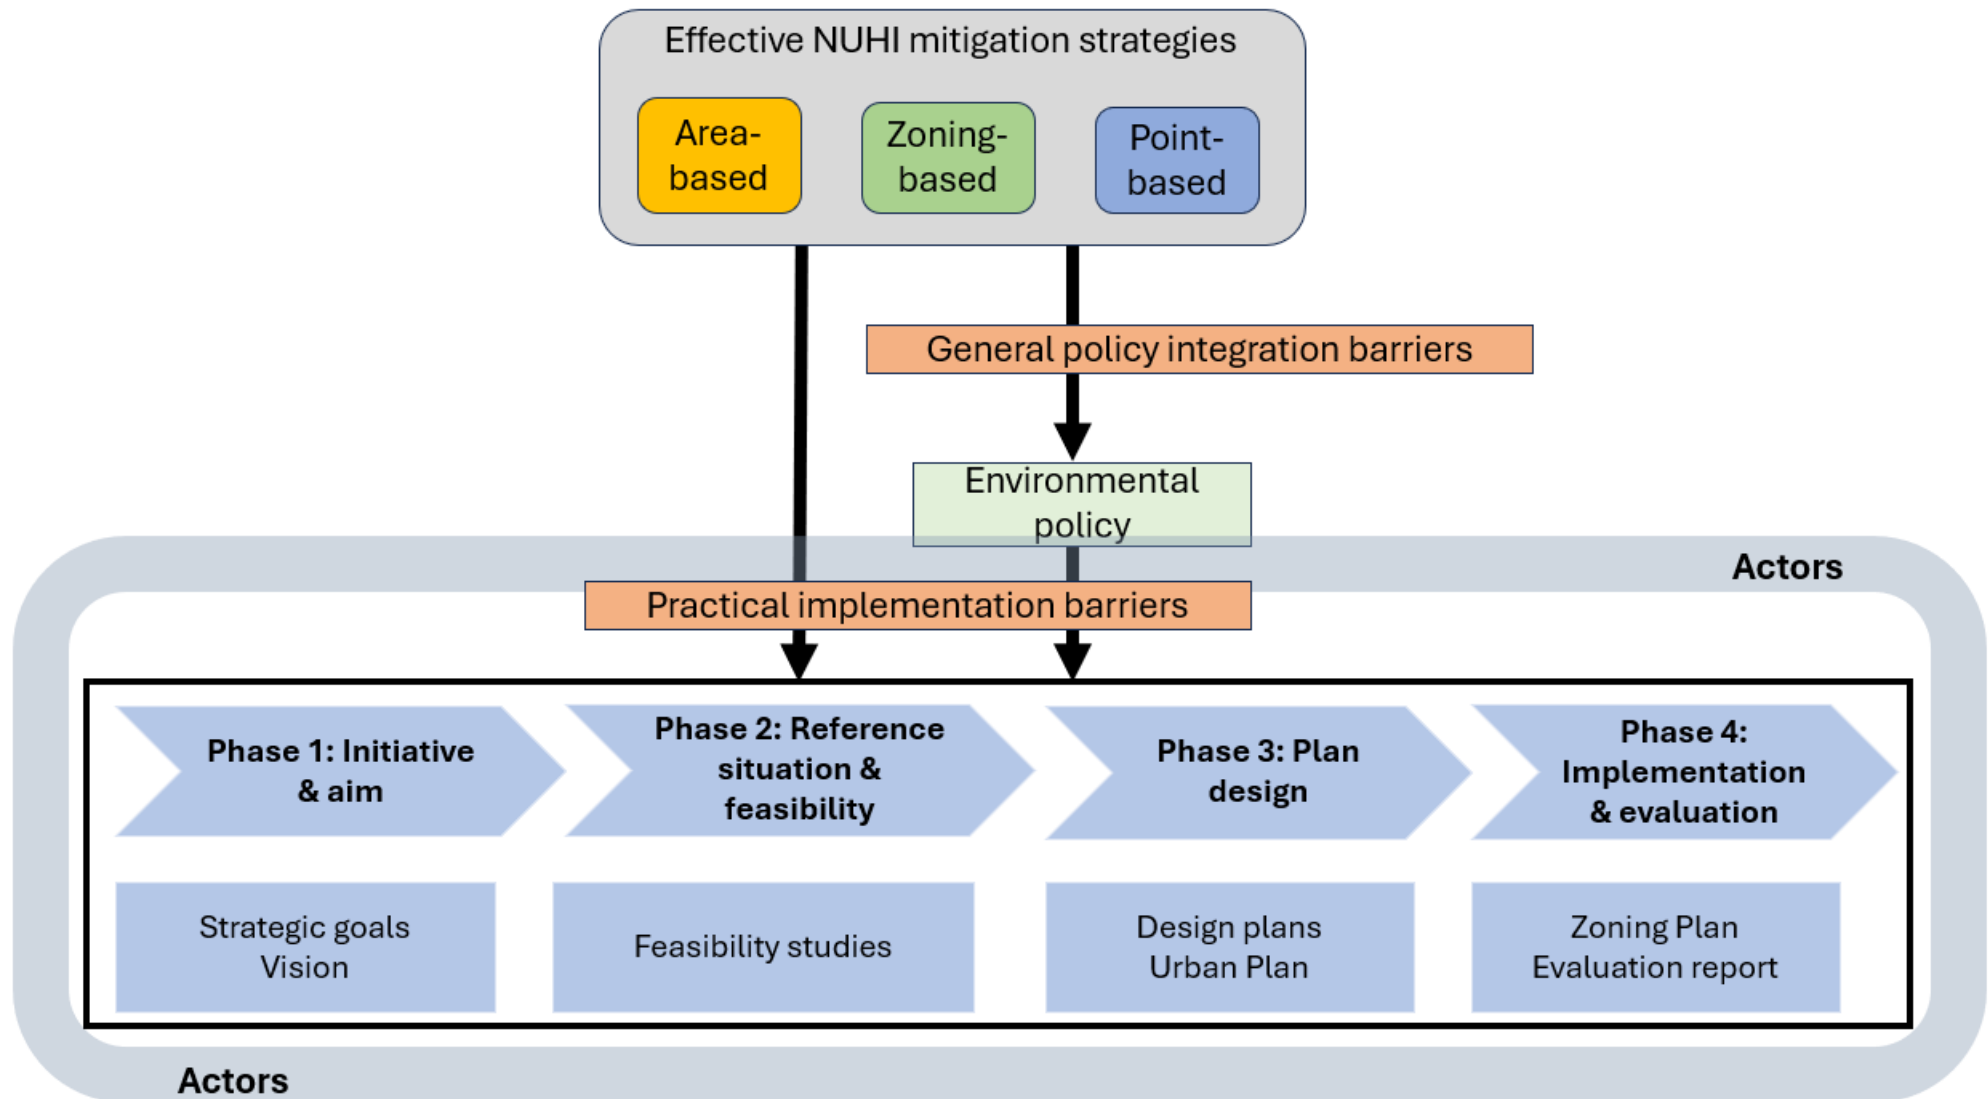 Effective NUHI mitigation strategies
Area-
based
Zoning-
based
Point-
based
General policy integration barriers
Environmental
policy
Actors
Practical implementation barriers
Phase 1: Initiative
& aim
Phase 2: Reference
situation &
feasibility
Phase 3: Plan
design
Phase 4:
Implementation
& evaluation
Strategic goals
Vision
Feasibility studies
Design plans
Urban Plan
Zoning Plan
Evaluation report
Actors